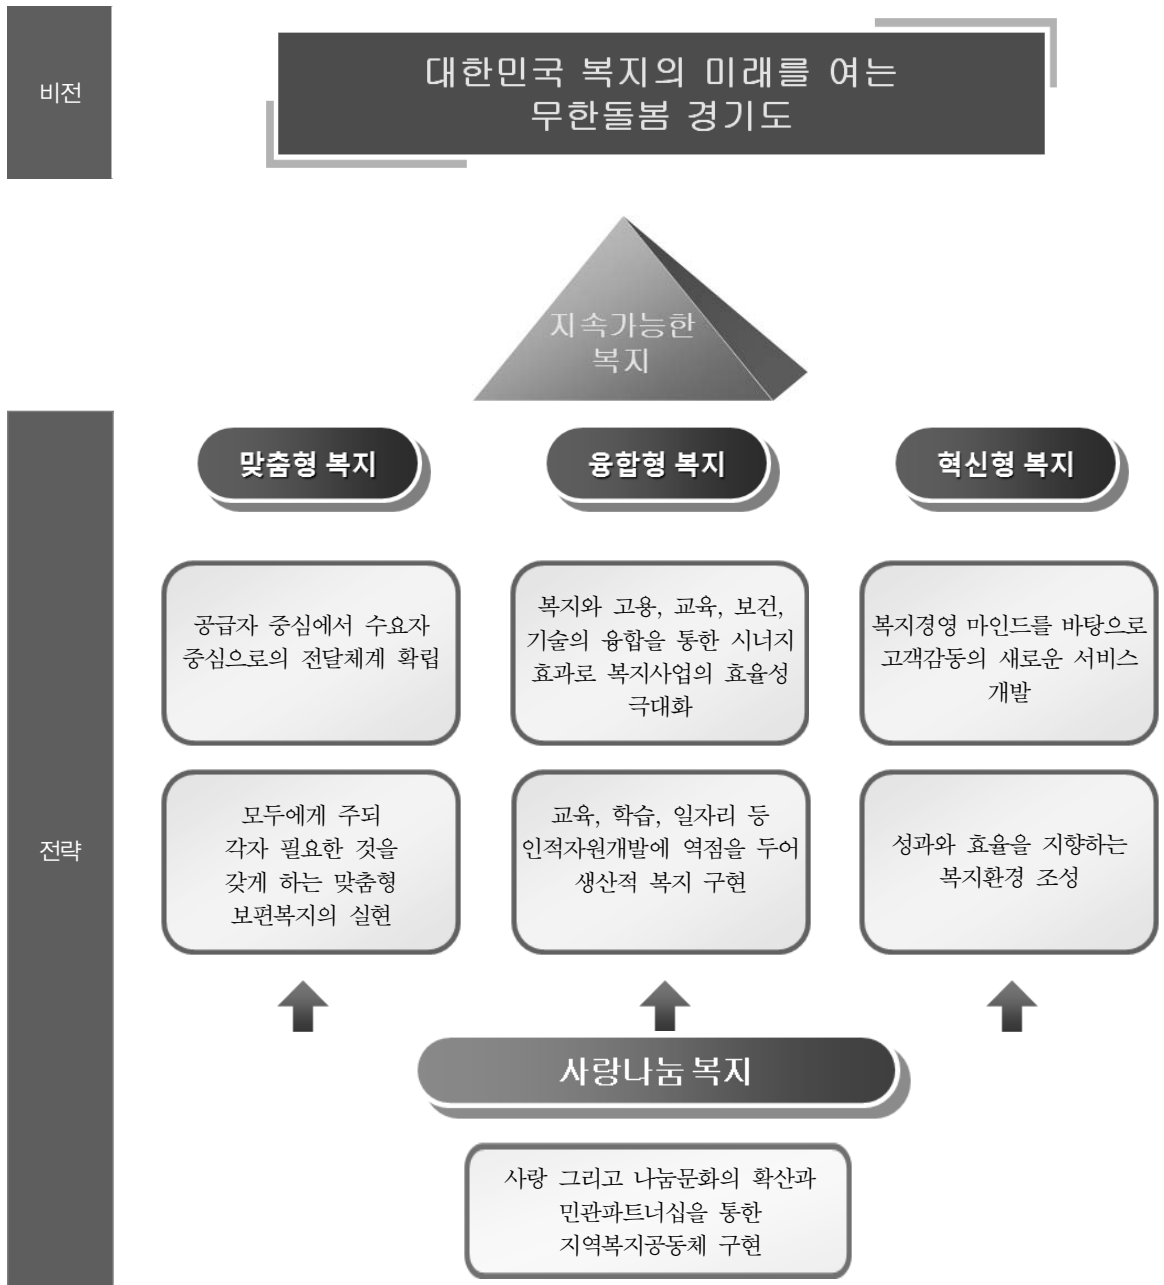 비전
대한민국 복지의 미래를 여는
무한돌봄 경기도
지속가능한
복지
전략
맞춤형 복지
융합형 복지
혁신형 복지
공급자 중심에서 수요자
중심으로의 전달체계 확립
복지와 고용, 교육, 보건,
기술의 융합을 통한 시너지
효과로 복지사업의 효율성
극대화
복지경영 마인드를 바탕으로
고객감동의 새로운 서비스
개발
모두에게 주되
각자 필요한 것을
갖게 하는 맞춤형
보편복지의 실현
교육, 학습, 일자리 등
인적자원개발에 역점을 두어
생산적 복지 구현
성과와 효율을 지향하는
복지환경 조성
사랑나눔 복지
사랑 그리고 나눔문화의 확산과
민관파트너십을 통한
지역복지공동체 구현